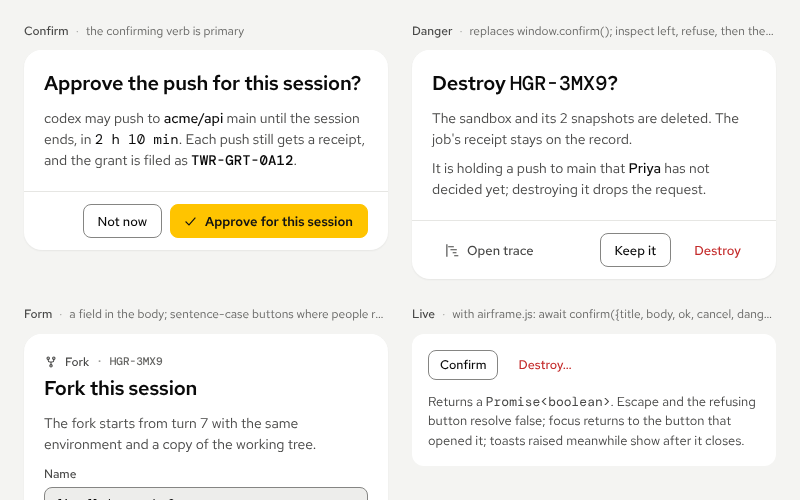 Confirm · the confirming verb is primary
Approve the push for this session?
codex may push to acme/api main until the session
ends, in 2 h 10 min. Each push still gets a receipt,
and the grant is filed as TWR-GRT-0A12.
Not now
Approve for this session
Danger · replaces window.confirm(); inspect left, refuse, then the...
Destroy HGR-3MX9?
The sandbox and its 2 snapshots are deleted. The
job's receipt stays on the record.
It is holding a push to main that Priya has not
decided yet; destroying it drops the request.
Open trace
Keep it
Destroy
Form · a field in the body; sentence-case buttons where people r...
Fork · HGR-3MX9
Fork this session
The fork starts from turn 7 with the same
environment and a copy of the working tree.
Name
Live · with airframe.js: await confirm({title, body, ok, cancel, dang...
Confirm
Destroy...
Returns a Promise<boolean>. Escape and the refusing
button resolve false; focus returns to the button that
opened it; toasts raised meanwhile show after it closes.